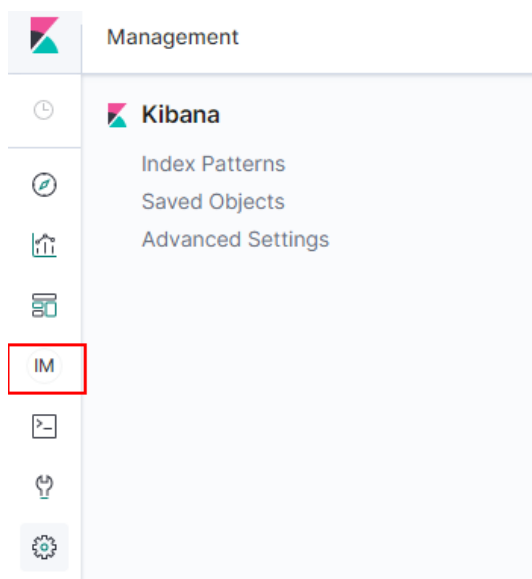 Management
Kibana
Index Patterns
Saved Objects
Advanced Settings
IM